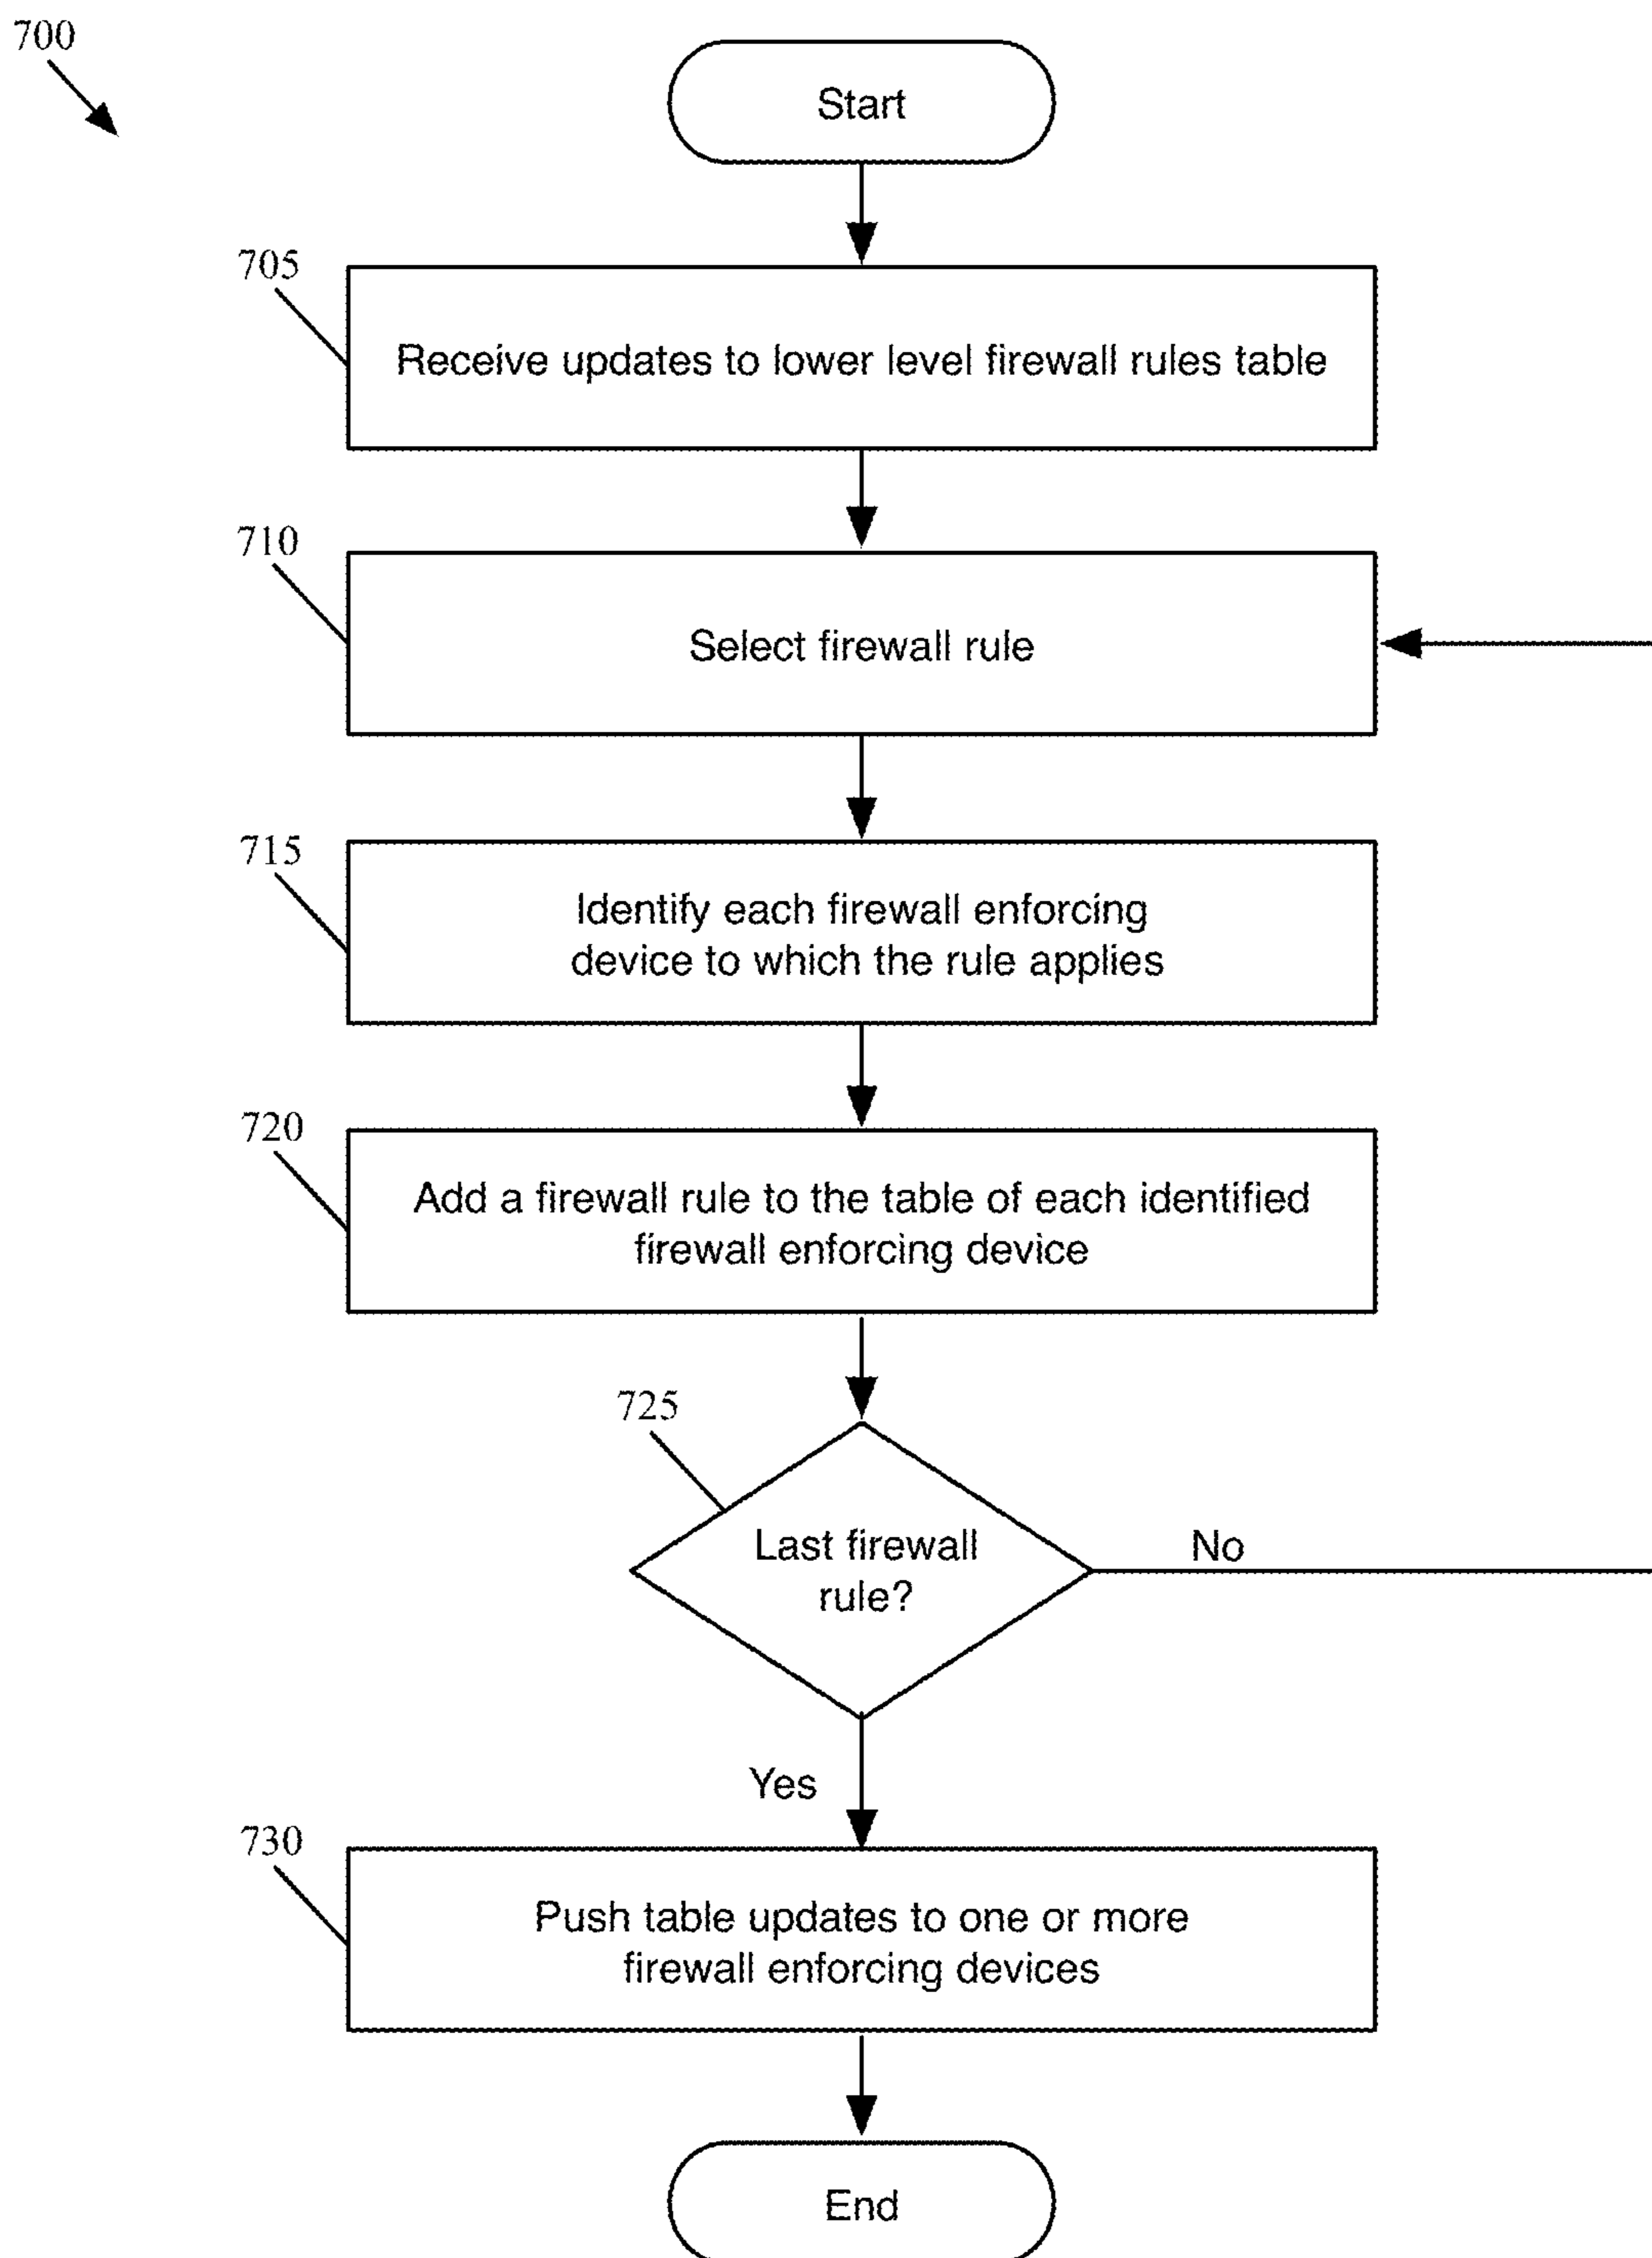 700
Start
705
Receive updates to lower level firewall rules table
710
Select firewall rule
715
Identify each firewall enforcing
device to which the rule applies
720
Add a firewall rule to the table of each identified
firewall enforcing device
725
Last firewall
rule?
No
Yes
730
Push table updates to one or more
firewall enforcing devices
End